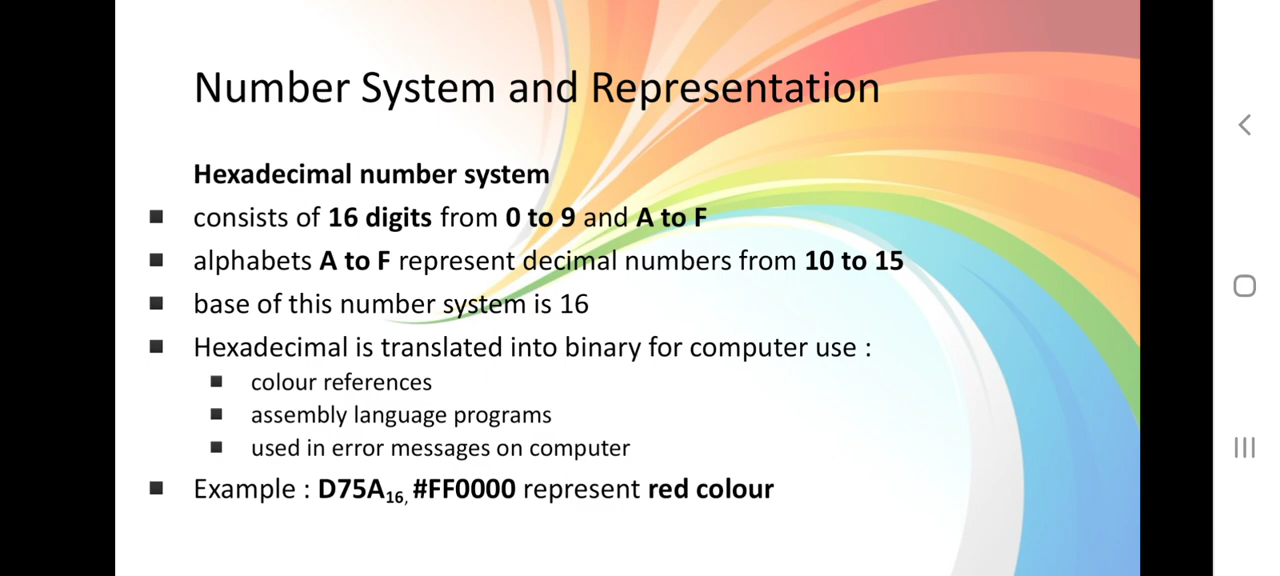 Number System and Representation
Hexadecimal number system
■ consists of 16 digits from 0 to 9 and A to F
■ alphabets A to F represent decimal numbers from 10 to 15
■ base of this number system is 16
■ Hexadecimal is translated into binary for computer use :
■ colour references
■ assembly language programs
■ used in error messages on computer
■ Example : D75A₁₆, #FF0000 represent red colour